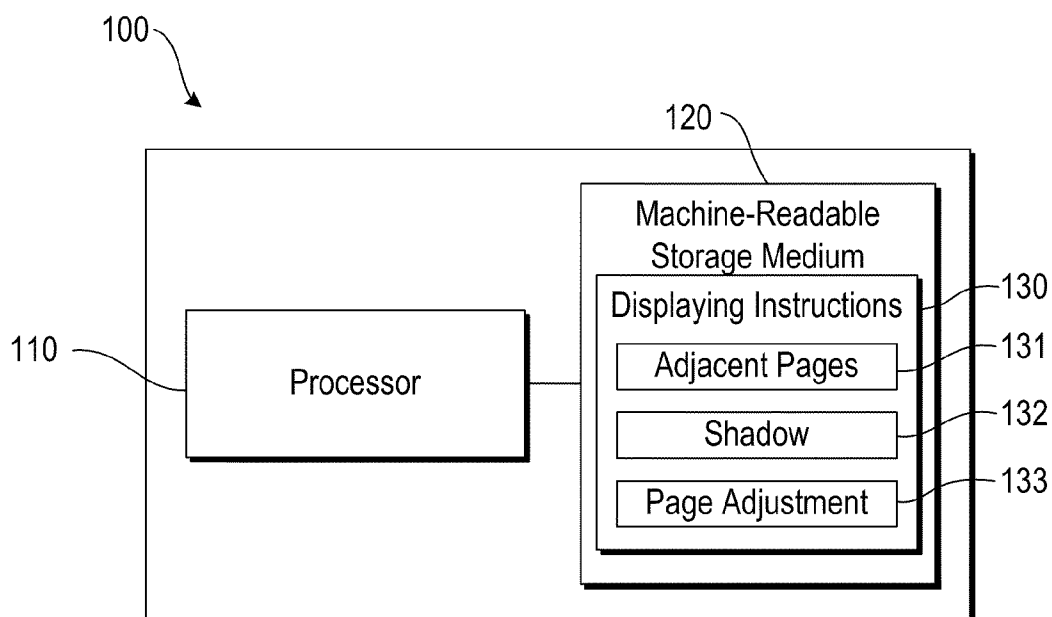 100
120
Machine-Readable
Storage Medium
130
Displaying Instructions
131
110
Adjacent Pages
Processor
132
Shadow
133
Page Adjustment